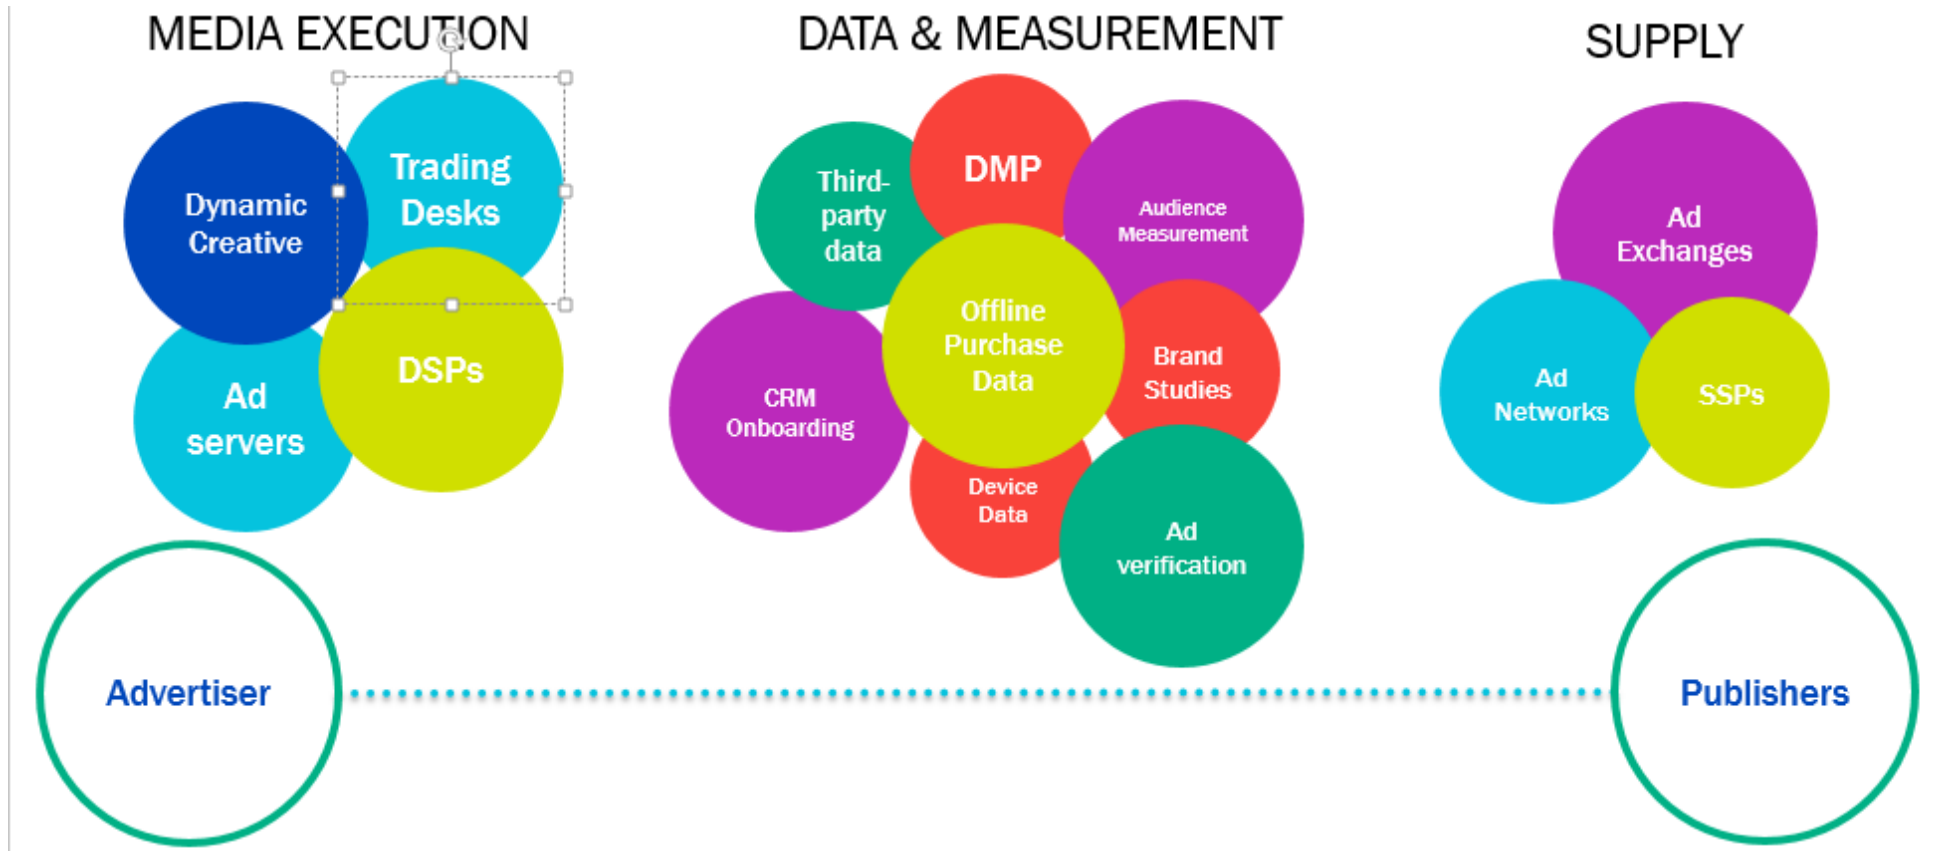 MEDIA EXECUTION
DATA & MEASUREMENT
SUPPLY
Dynamic
Creative
Trading
Desks
Ad
servers
DSPs
Third-
party
data
DMP
Audience
Measurement
Offline
Purchase
Data
CRM
Onboarding
Brand
Studies
Device
Data
Ad
verification
Ad
Exchanges
Ad
Networks
SSPs
Advertiser
Publishers